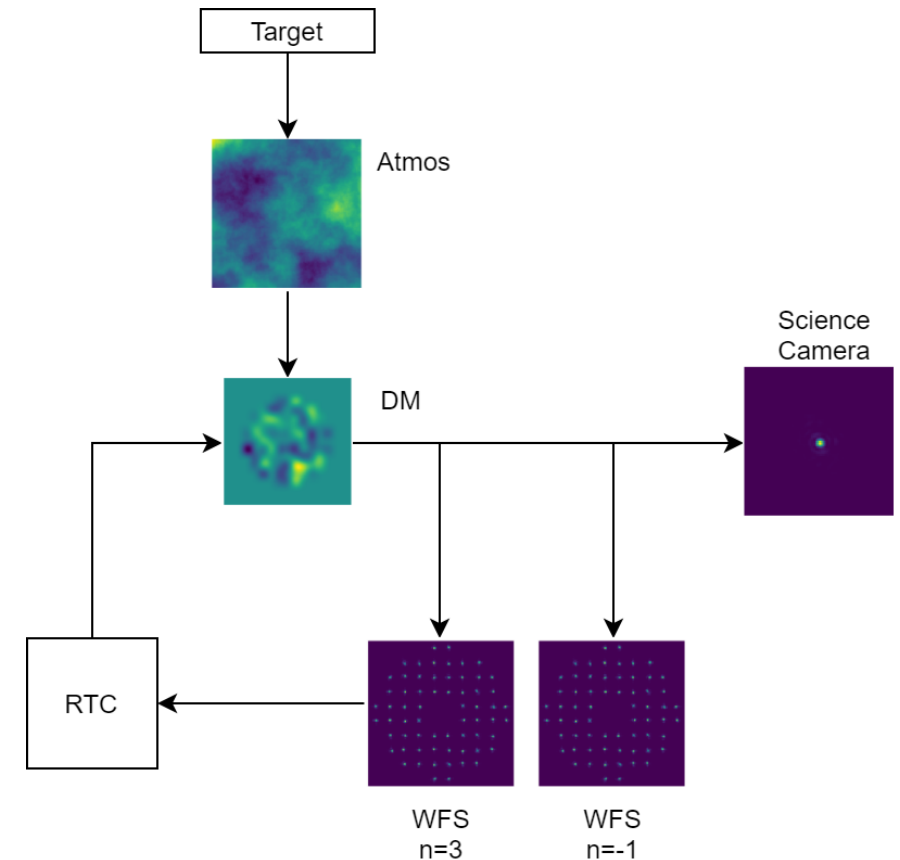 Target
Atmos
Science
Camera
DM
RTC
WFS
n=3
WFS
n=-1